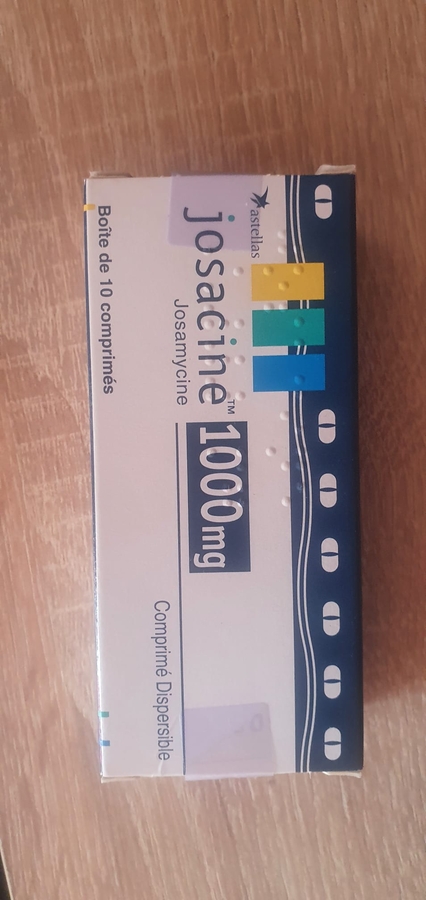 astellas
josacine™ 1000mg
Josamycine
Comprimé Dispersible
Boîte de 10 comprimés